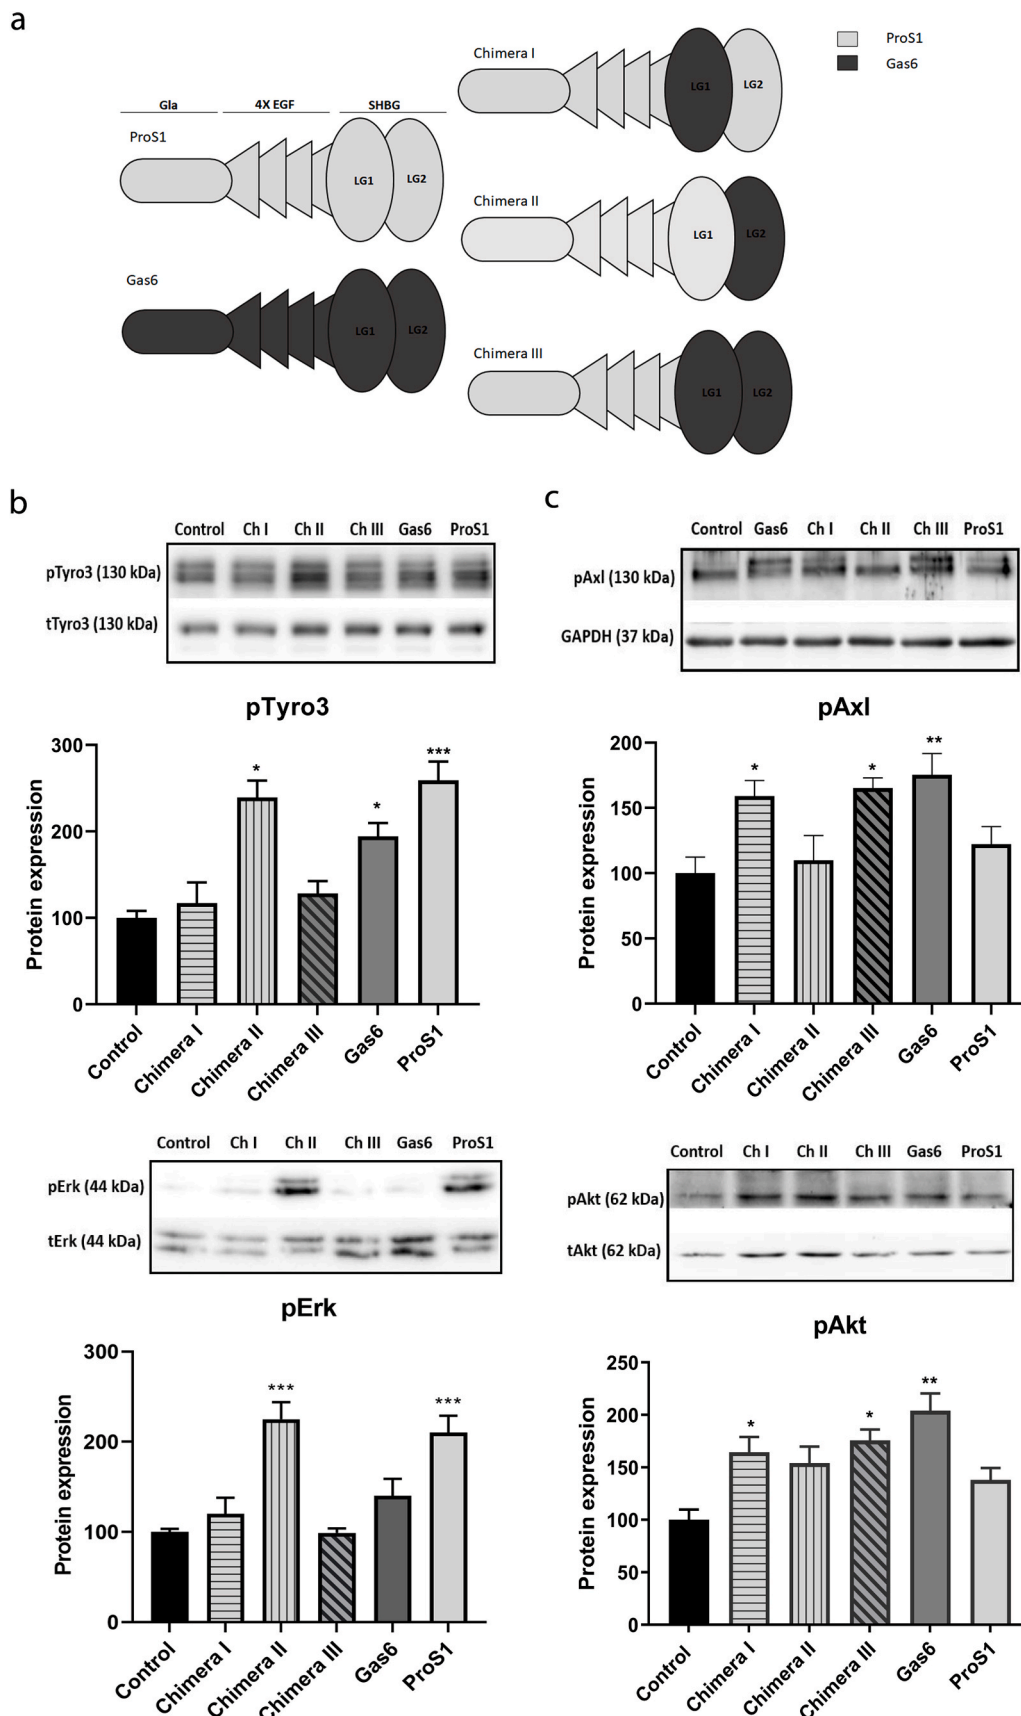 a
ProS1
Gas6
Gla 4X EGF SHBG
ProS1
LG1 LG2
Gas6
LG1 LG2
Chimera I
LG1 LG2
Chimera II
LG1 LG2
Chimera III
LG1 LG2
b
Control Ch I Ch II Ch III Gas6 ProS1
pTyro3 (130 kDa)
tTyro3 (130 kDa)
pTyro3
Protein expression
300
200
100
0
* * ***
Control Chimera I Chimera II Chimera III Gas6 ProS1
Control Ch I Ch II Ch III Gas6 ProS1
pErk (44 kDa)
tErk (44 kDa)
pErk
Protein expression
300
200
100
0
*** ***
Control Chimera I Chimera II Chimera III Gas6 ProS1
c
Control Gas6 Ch I Ch II Ch III ProS1
pAxl (130 kDa)
GAPDH (37 kDa)
pAxl
Protein expression
200
150
100
50
0
* * **
Control Chimera I Chimera II Chimera III Gas6 ProS1
Control Ch I Ch II Ch III Gas6 ProS1
pAkt (62 kDa)
tAkt (62 kDa)
pAkt
Protein expression
250
200
150
100
50
0
* * **
Control Chimera I Chimera II Chimera III Gas6 ProS1